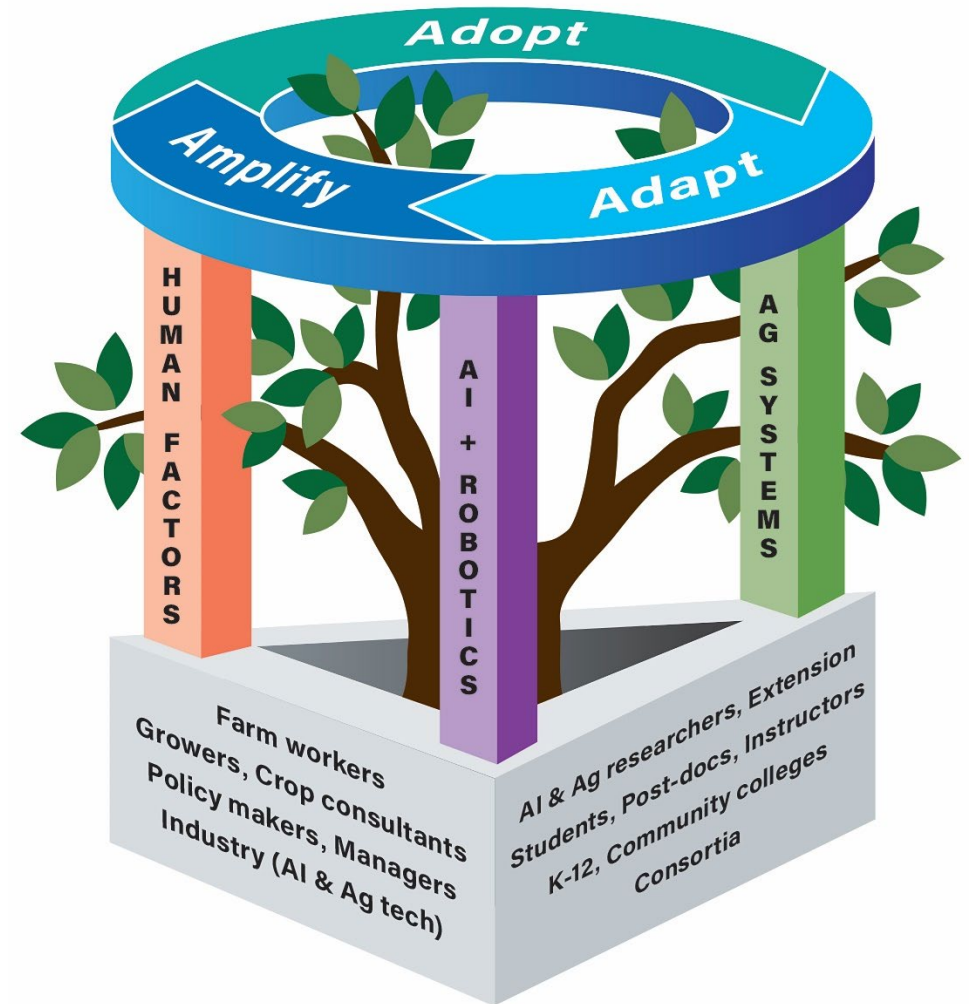 Adopt
Amplify
Adapt
HUMAN FACTORS
AI + ROBOTICS
AG SYSTEMS
Farm workers
Growers, Crop consultants
Policy makers, Managers
Industry (AI & Ag tech)
AI & Ag researchers, Extension
Students, Post-docs, Instructors
K-12, Community colleges
Consortia